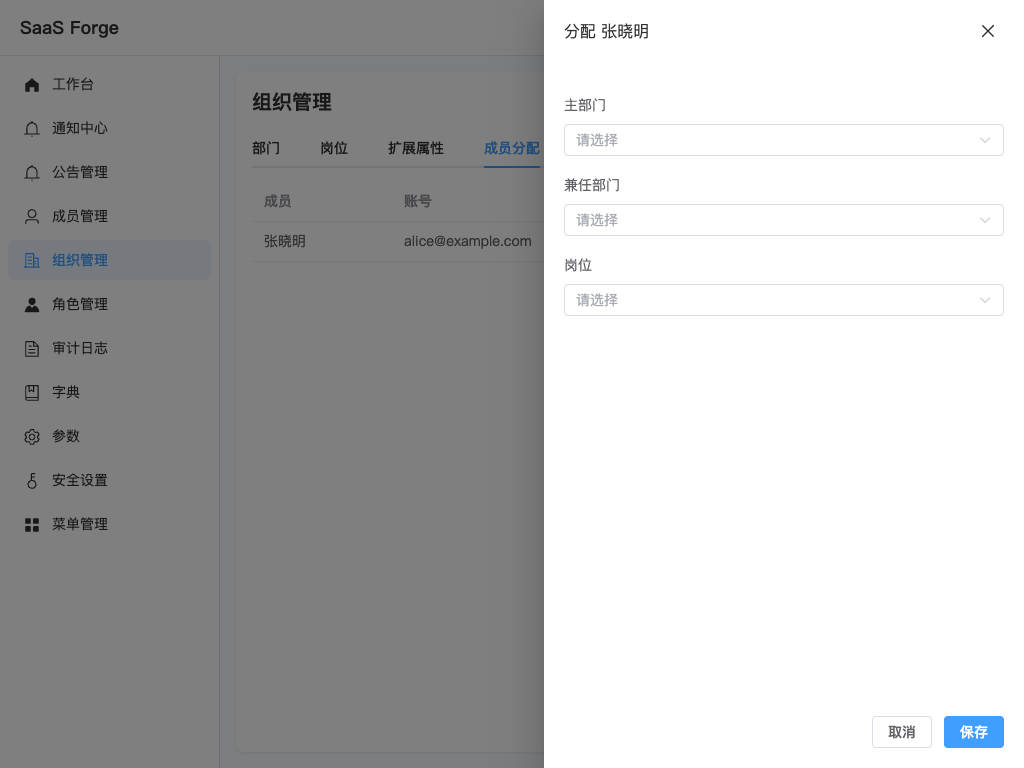 SaaS Forge
工作台
通知中心
公告管理
成员管理
组织管理
角色管理
审计日志
字典
参数
安全设置
菜单管理
组织管理
部门 岗位 扩展属性 成员分配
成员 账号
张晓明 alice@example.com
分配 张晓明
主部门
请选择
兼任部门
请选择
岗位
请选择
取消 保存